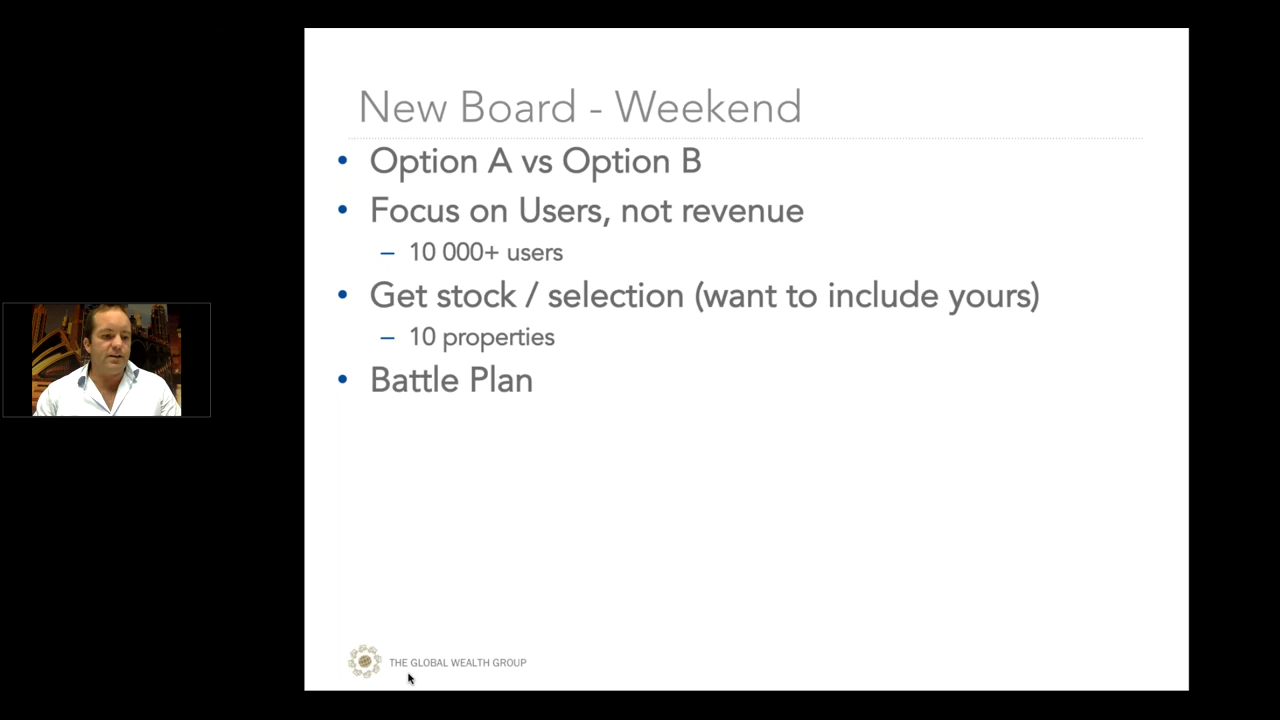 New Board - Weekend
• Option A vs Option B
• Focus on Users, not revenue
– 10 000+ users
• Get stock / selection (want to include yours)
– 10 properties
• Battle Plan
THE GLOBAL WEALTH GROUP